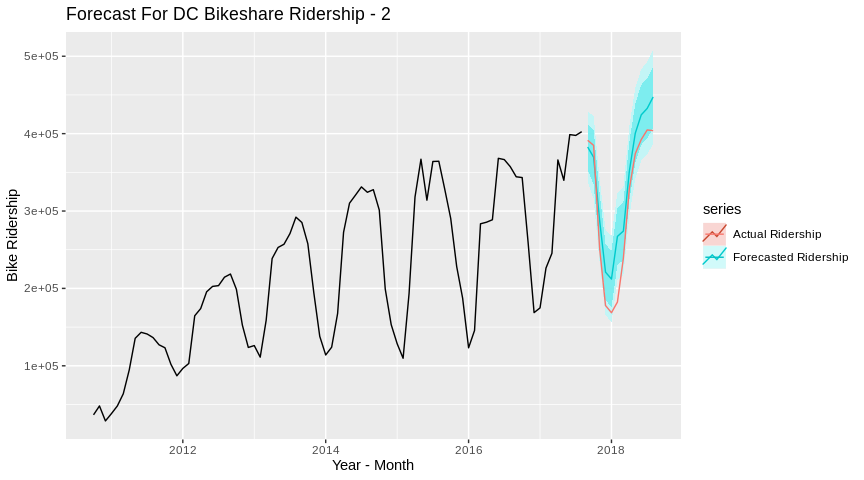 Forecast For DC Bikeshare Ridership - 2
5e+05
4e+05
3e+05
2e+05
1e+05
Bike Ridership
2012
2014
2016
2018
Year - Month
series
Actual Ridership
Forecasted Ridership